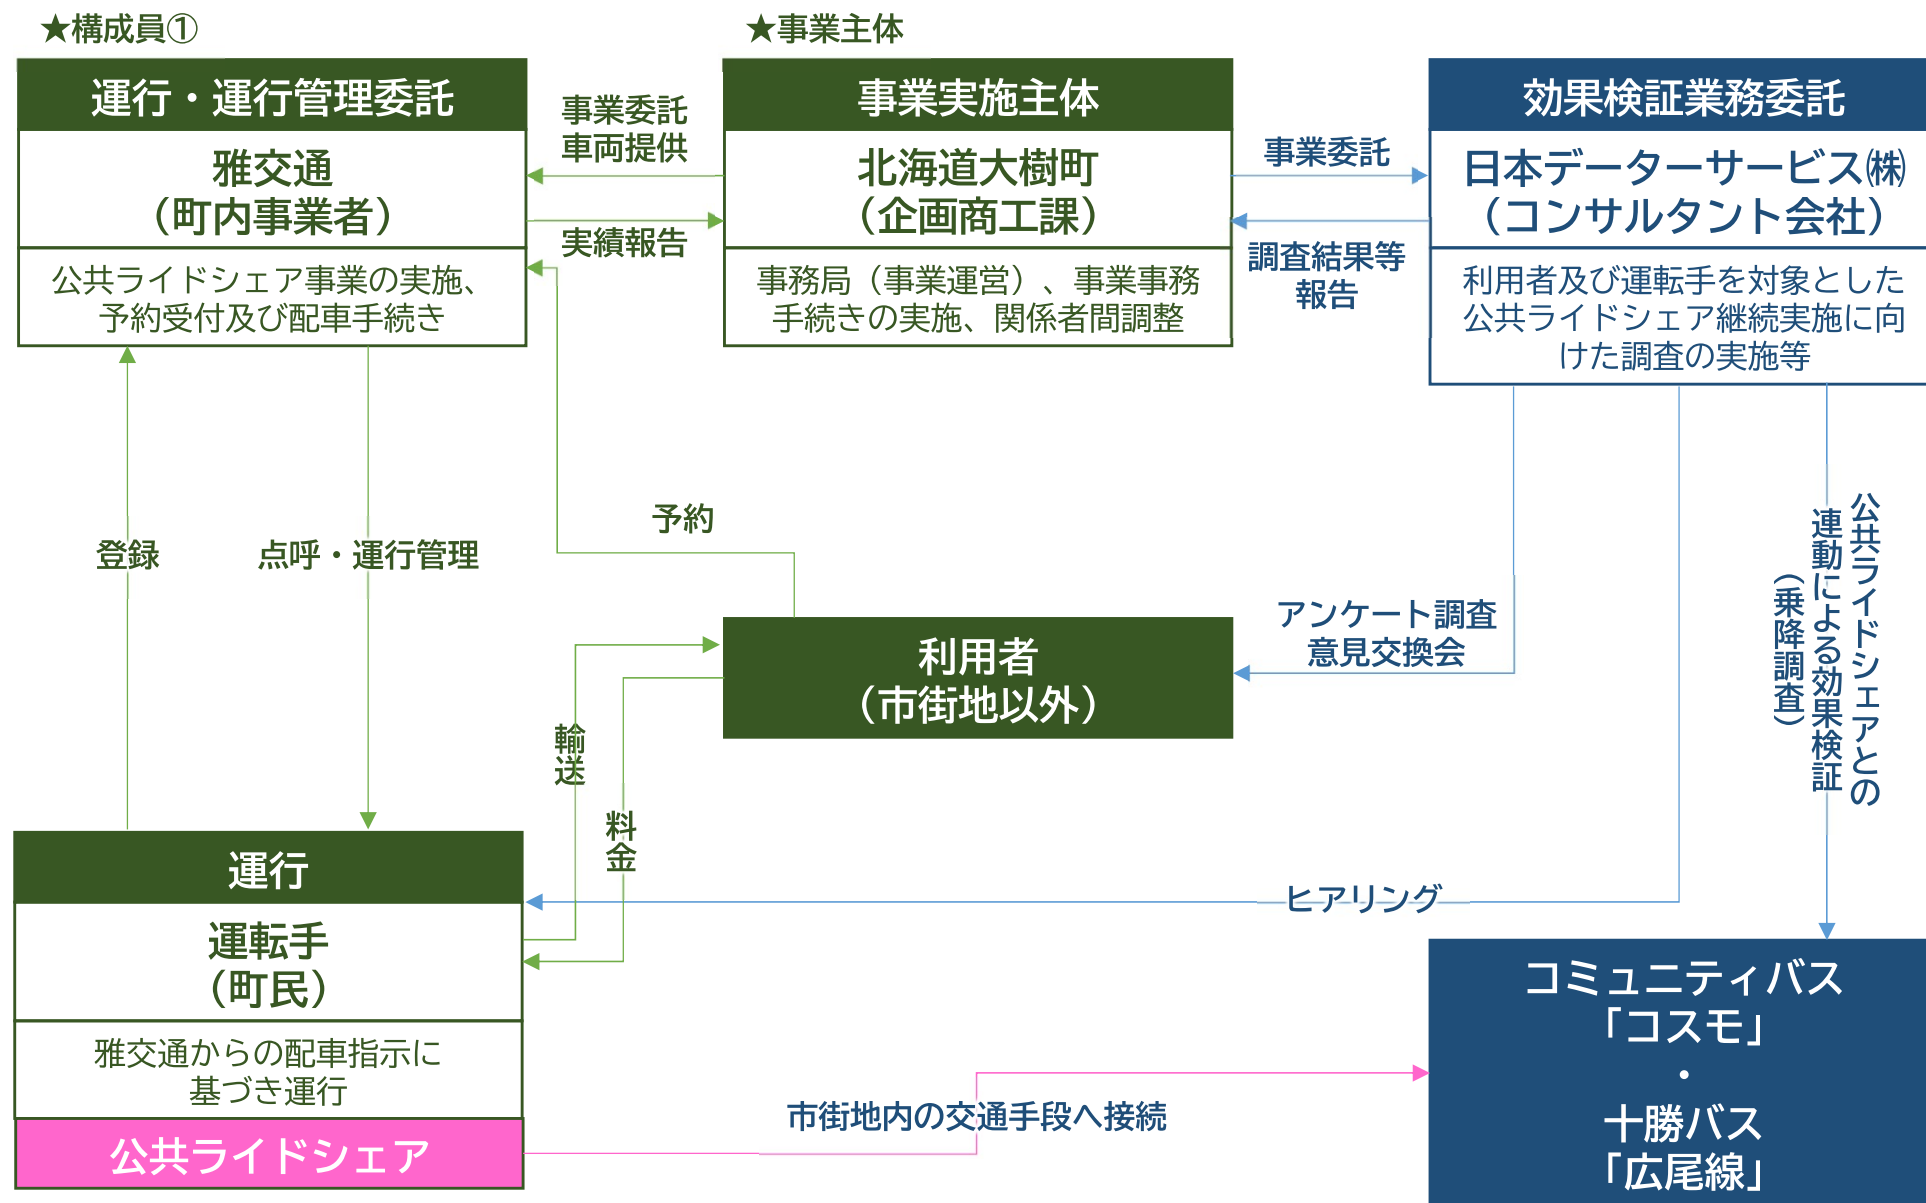 ★構成員①
運行・運行管理委託
雅交通
（町内事業者）
公共ライドシェア事業の実施、
予約受付及び配車手続き
事業委託
車両提供
実績報告
★事業主体
事業実施主体
北海道大樹町
（企画商工課）
事務局（事業運営）、事業事務
手続きの実施、関係者間調整
事業委託
調査結果等
報告
効果検証業務委託
日本データーサービス㈱
（コンサルタント会社）
利用者及び運転手を対象とした
公共ライドシェア継続実施に向
けた調査の実施等
登録
点呼・運行管理
予約
利用者
（市街地以外）
アンケート調査
意見交換会
公共ライドシェアとの
連動による効果検証
（乗降調査）
輸送
料金
ヒアリング
運行
運転手
（町民）
雅交通からの配車指示に
基づき運行
公共ライドシェア
市街地内の交通手段へ接続
コミュニティバス
「コスモ」
・
十勝バス
「広尾線」